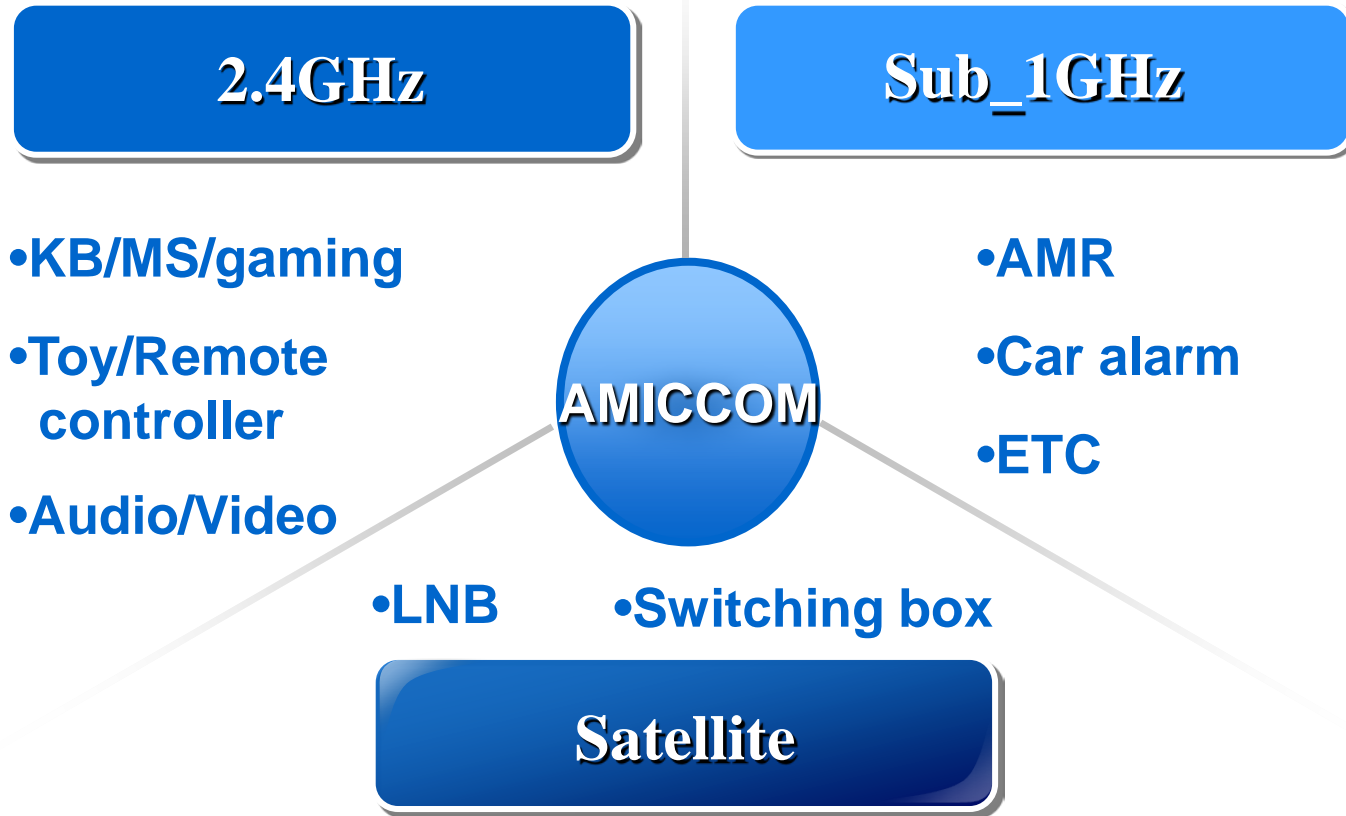 2.4GHz
Sub_1GHz
•KB/MS/gaming
•Toy/Remote
controller
•Audio/Video
AMICCOM
•AMR
•Car alarm
•ETC
•LNB
•Switching box
Satellite